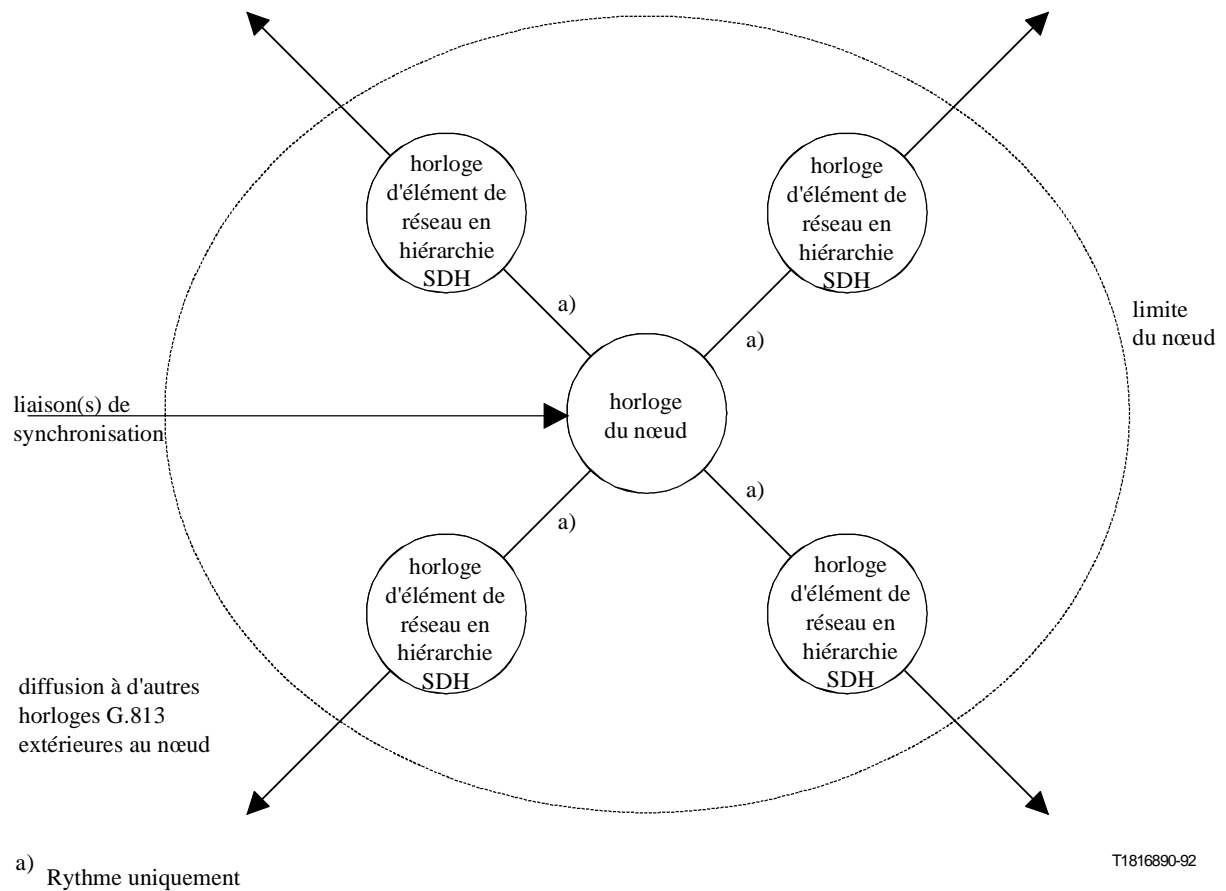 horloge
d'élément de
réseau en
hiérarchie
SDH
horloge
d'élément de
réseau en
hiérarchie
SDH
a)
a)
limite
du nœud
liaison(s) de
synchronisation
horloge
du nœud
a)
a)
horloge
d'élément de
réseau en
hiérarchie
SDH
horloge
d'élément de
réseau en
hiérarchie
SDH
diffusion à d'autres
horloges G.813
extérieures au nœud
a) Rythme uniquement
T1816890-92